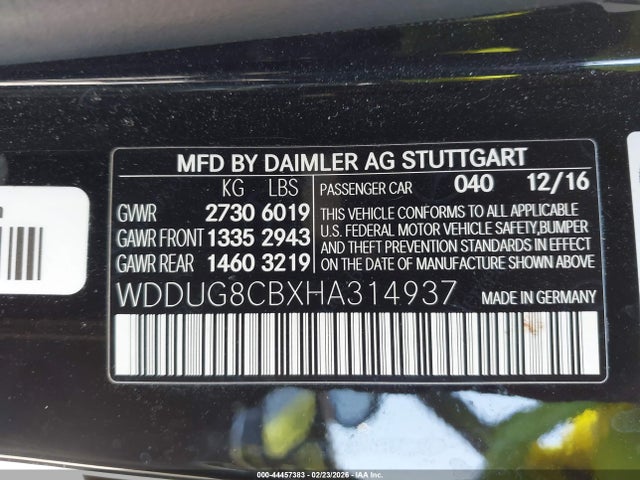 MFD BY DAIMLER AG STUTTGART
KG LBS
GVWR 2730 6019
GAWR FRONT 1335 2943
GAWR REAR 1460 3219
PASSENGER CAR 040 12/16
THIS VEHICLE CONFORMS TO ALL APPLICABLE
U.S. FEDERAL MOTOR VEHICLE SAFETY,BUMPER
AND THEFT PREVENTION STANDARDS IN EFFECT
ON THE DATE OF MANUFACTURE SHOWN ABOVE
WDDUG8CBXHA314937 MADE IN GERMANY
000-44457383 - 02/23/2026 - IAAI.COM